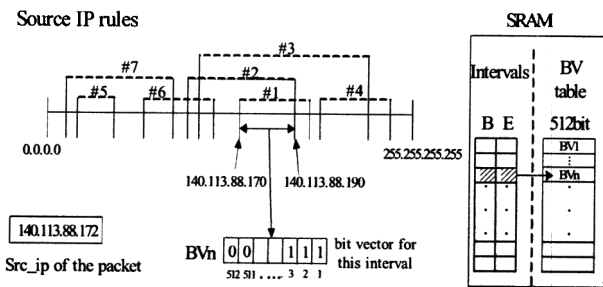 Source IP rules
SRAM
#3
#7
#2
#5
#6
#1
#4
Intervals
BV
table
B E
512bit
0.0.0.0
255.255.255.255
BV1
BVn
140.113.88.170
140.113.88.190
140.113.88.172
Src_ip of the packet
BVn
0 0 1 1 1
bit vector for
this interval
512 511 .... 3 2 1